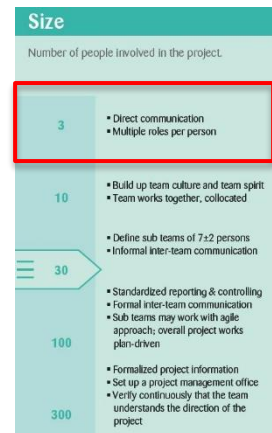 Size
Number of people involved in the project.
3
▪ Direct communication
▪ Multiple roles per person
10
▪ Build up team culture and team spirit
▪ Team works together, collocated
▪ Define sub teams of 7±2 persons
▪ Informal inter-team communication
30
▪ Standardized reporting & controlling
▪ Formal inter-team communication
▪ Sub teams may work with agile
approach; overall project works
plan-driven
100
▪ Formalized project information
▪ Set up a project management office
▪ Verify continuously that the team
understands the direction of the
project
300